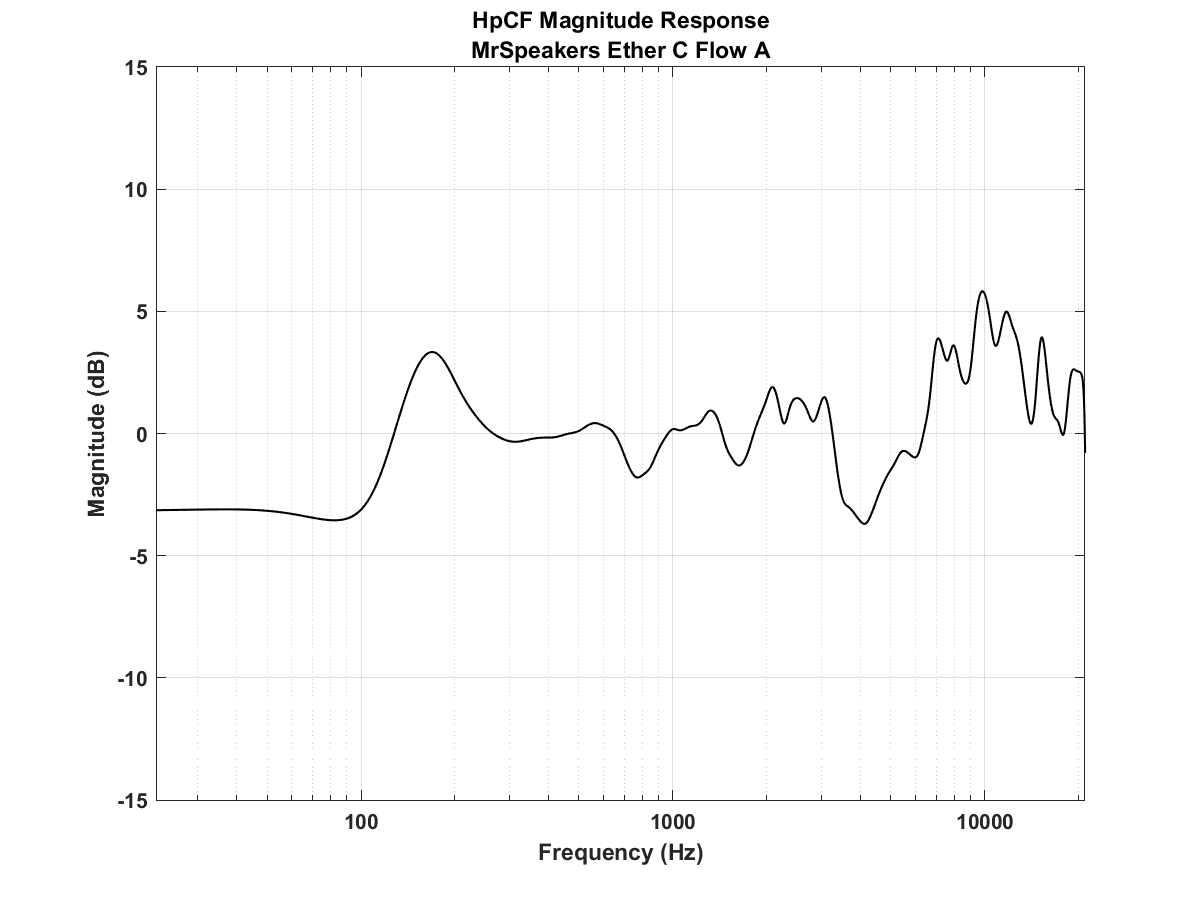 HpCF Magnitude Response
MrSpeakers Ether C Flow A
15
10
5
0
-5
-10
-15
Magnitude (dB)
100
1000
10000
Frequency (Hz)